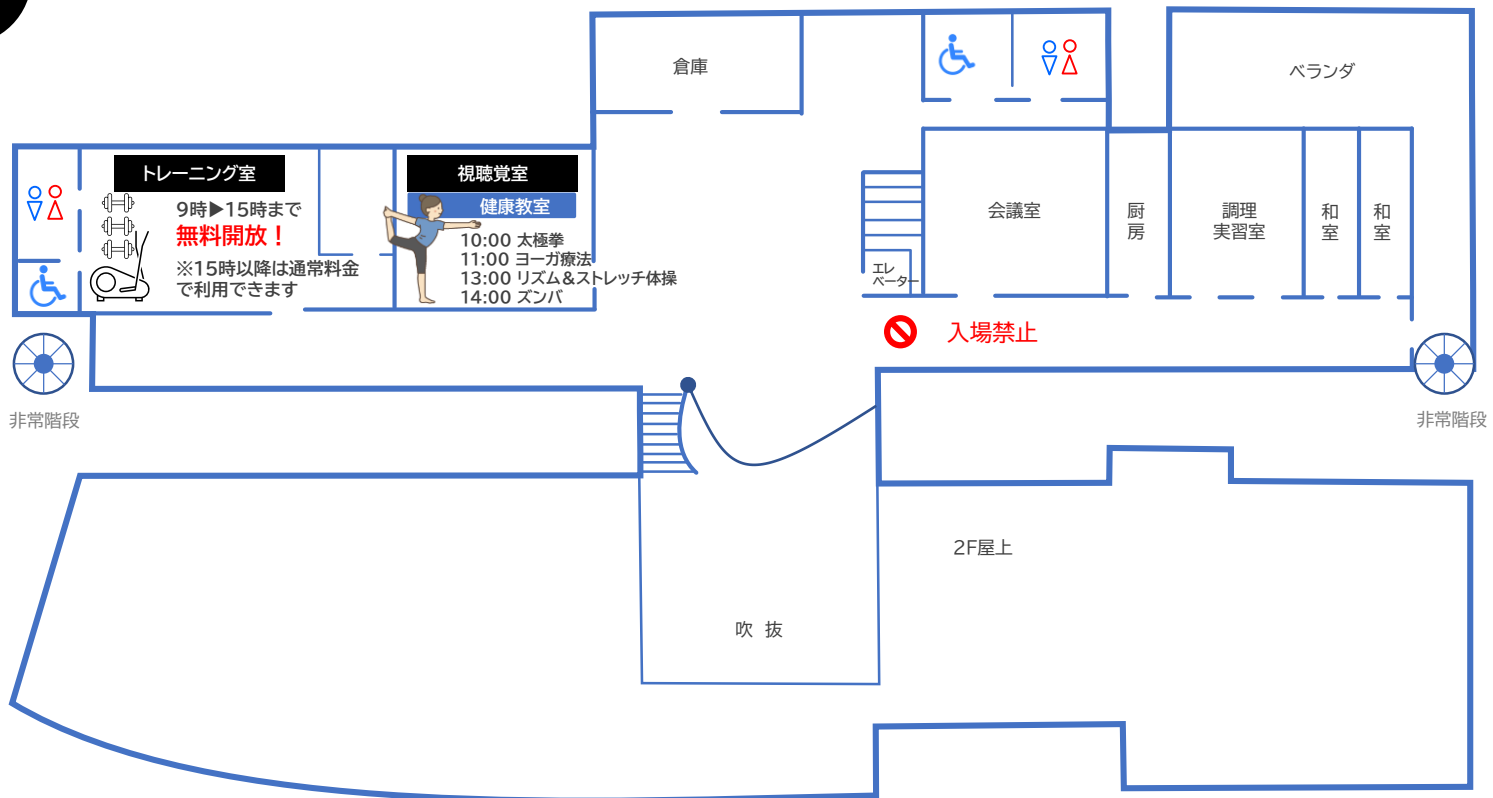 倉庫
ベランダ
トレーニング室
9時▶15時まで
無料開放！
※15時以降は通常料金
で利用できます
視聴覚室
健康教室
10:00 太極拳
11:00 ヨーガ療法
13:00 リズム＆ストレッチ体操
14:00 ズンバ
エレ
ベーター
会議室
厨
房
調理
実習室
和
室
和
室
入場禁止
非常階段
非常階段
2F屋上
吹 抜